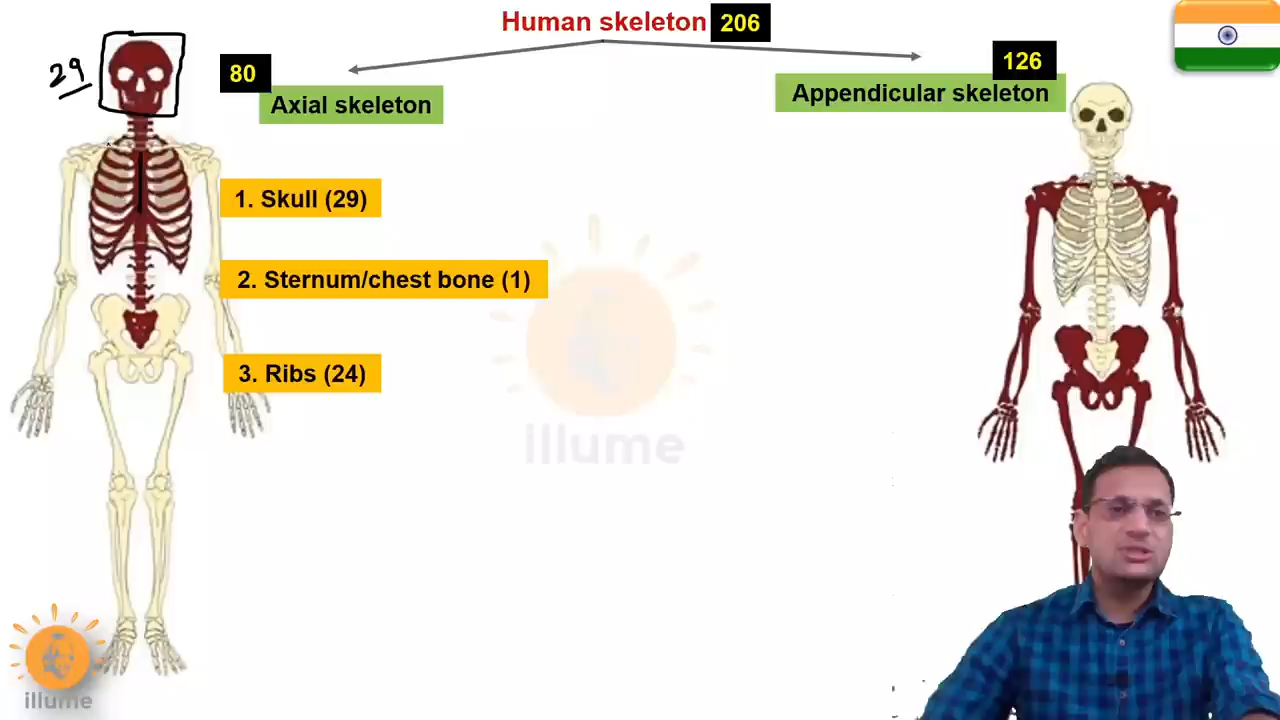 Human skeleton 206
80
126
Axial skeleton
Appendicular skeleton
29
1. Skull (29)
2. Sternum/chest bone (1)
3. Ribs (24)
illume
illume